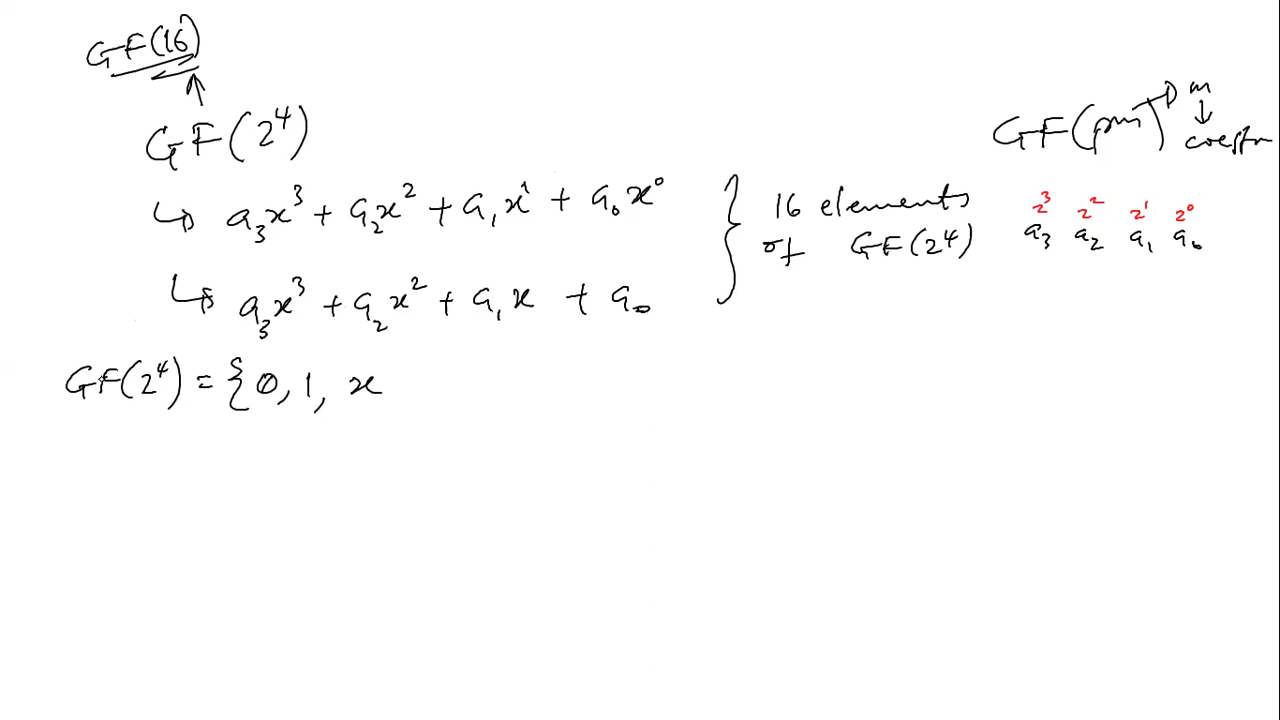 GF(16)
GF(2⁴)
↳ a₃x³ + a₂x² + a₁x¹ + a₀x⁰
↳ a₃x³ + a₂x² + a₁x + a₀
} 16 elements
of GF(2⁴)
GF(2⁴) = {0, 1, x
GF(pm) → m
↓
2³ 2² 2¹ 2⁰
a₃ a₂ a₁ a₀